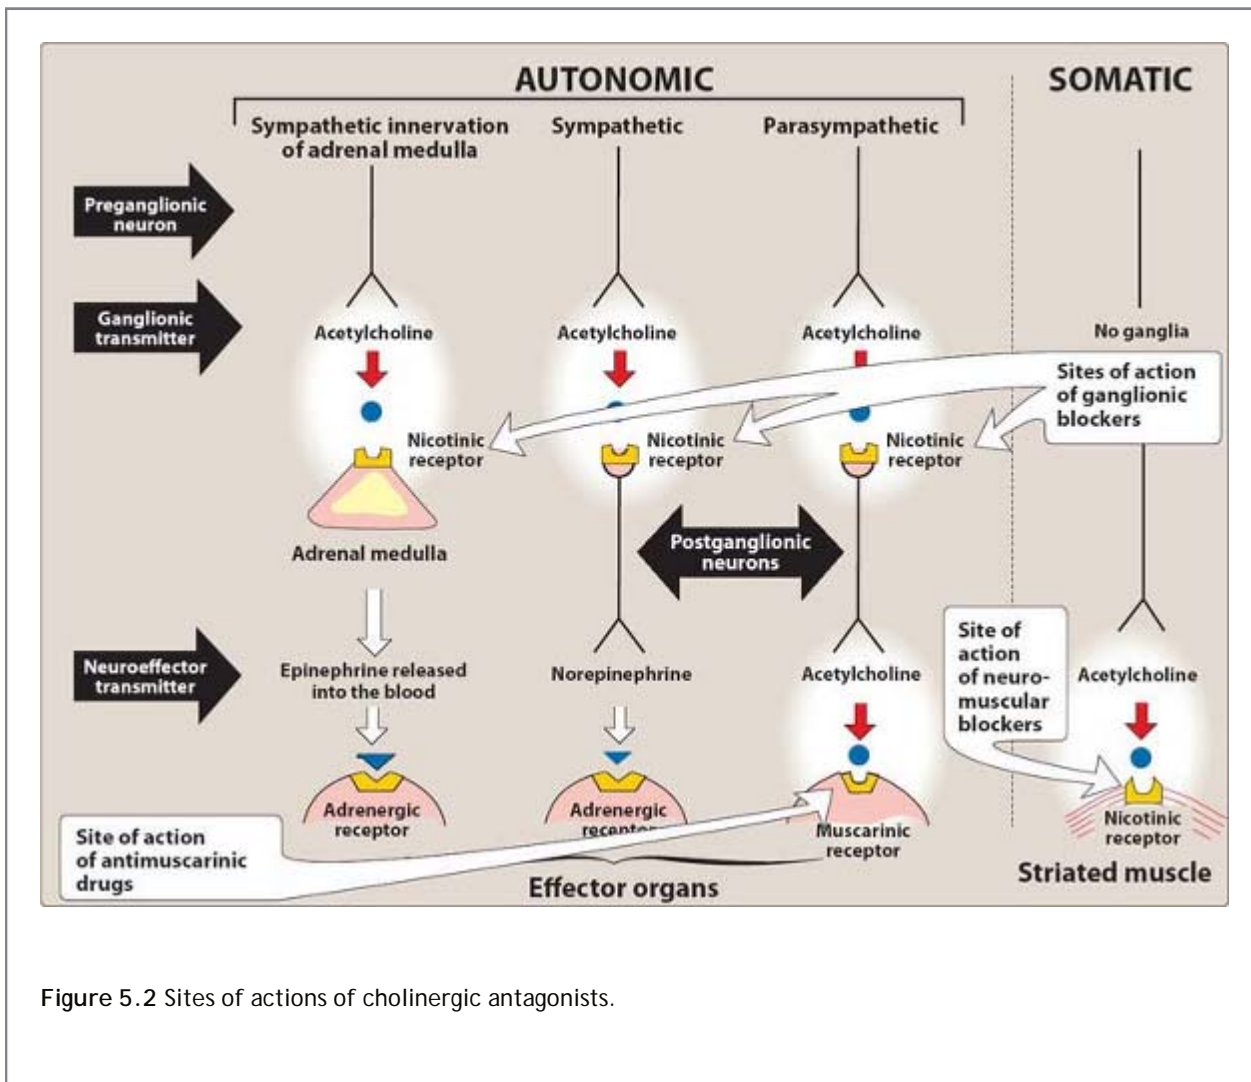 AUTONOMIC
SOMATIC
Sympathetic innervation
of adrenal medulla
Sympathetic
Parasympathetic
Preganglionic
neuron
Ganglionic
transmitter
Acetylcholine
Acetylcholine
Acetylcholine
No ganglia
Sites of action
of ganglionic
blockers
Nicotinic
receptor
Nicotinic
receptor
Nicotinic
receptor
Adrenal medulla
Postganglionic
neurons
Neuroeffector
transmitter
Epinephrine released
into the blood
Norepinephrine
Acetylcholine
Site of
action
of neuro-
muscular
blockers
Acetylcholine
Adrenergic
receptor
Adrenergic
receptor
Muscarinic
receptor
Nicotinic
receptor
Site of action
of antimuscarinic
drugs
Effector organs
Striated muscle
Figure 5.2 Sites of actions of cholinergic antagonists.